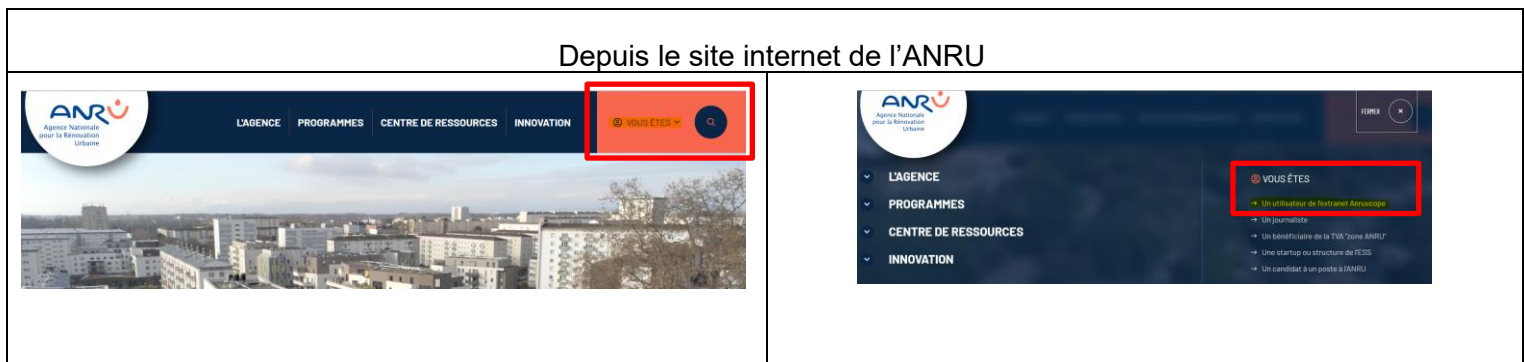 Depuis le site internet de l’ANRU
ANRU
Agence Nationale
pour la Rénovation
Urbaine
L'AGENCE PROGRAMMES CENTRE DE RESSOURCES INNOVATION VOUS ÊTES
ANRU
Agence Nationale
pour la Rénovation
Urbaine
FERMER
L'AGENCE
PROGRAMMES
CENTRE DE RESSOURCES
INNOVATION
VOUS ÊTES
→ Un utilisateur de l'extranet Anruscope
→ Un journaliste
→ Un bénéficiaire de la TVA "zone ANRU"
→ Une startup ou structure de l'ESS
→ Un candidat à un poste à l'ANRU